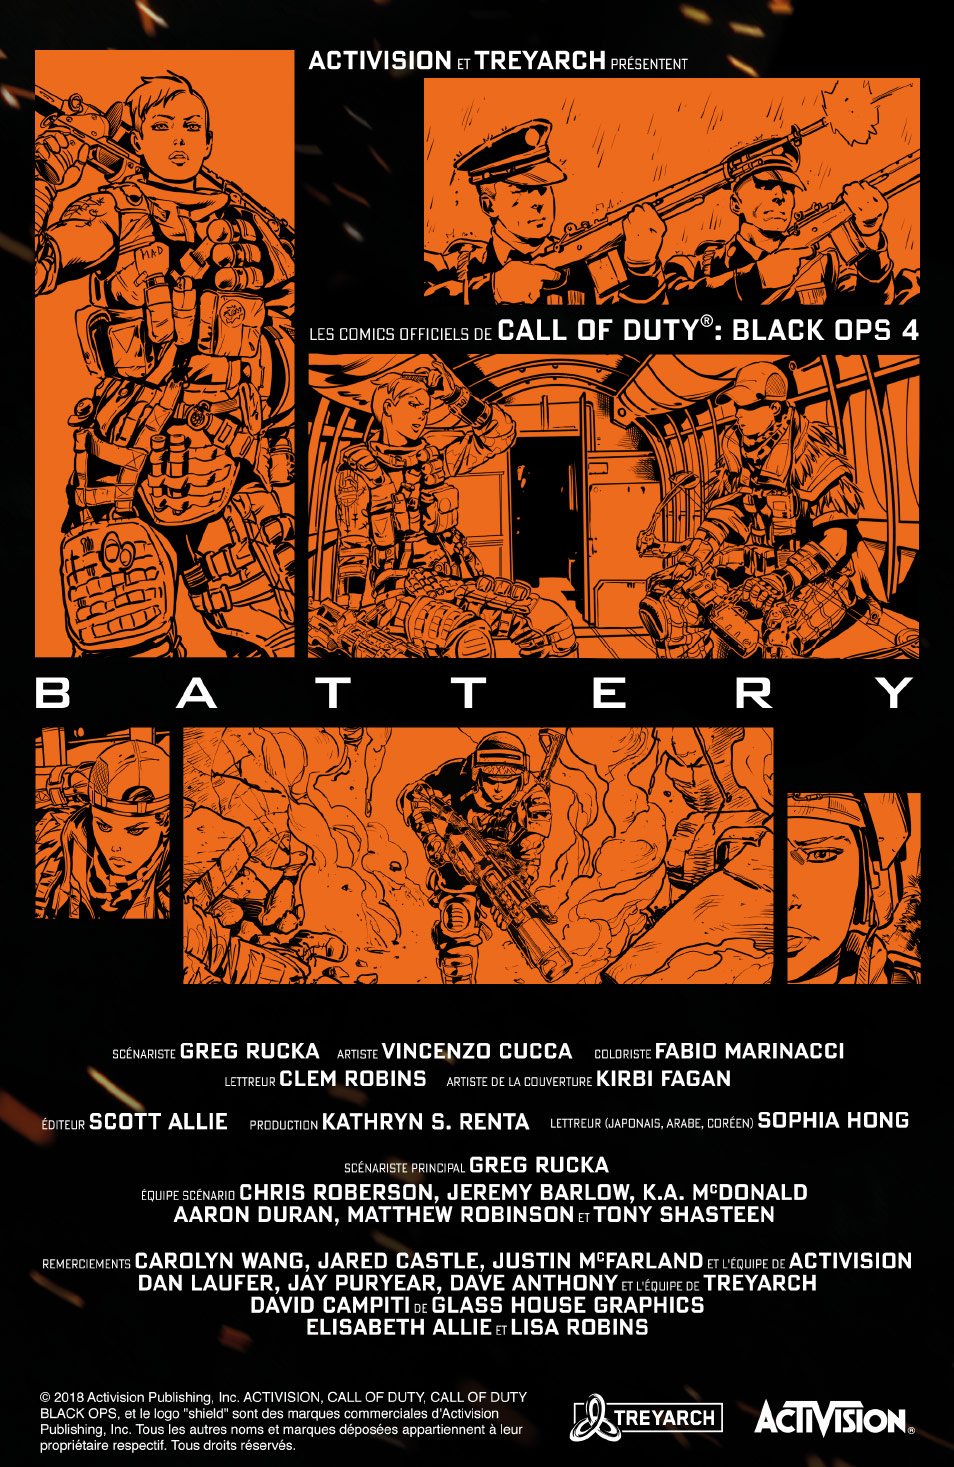 ACTIVISION ET TREYARCH PRÉSENTENT
MAD
LES COMICS OFFICIELS DE CALL OF DUTY®: BLACK OPS 4
BATTERY
SCÉNARISTE GREG RUCKA ARTISTE VINCENZO CUCCA COLORISTE FABIO MARINACCI
LETTREUR CLEM ROBINS ARTISTE DE LA COUVERTURE KIRBI FAGAN
ÉDITEUR SCOTT ALLIE PRODUCTION KATHRYN S. RENTA LETTREUR (JAPONAIS, ARABE, CORÉEN) SOPHIA HONG
SCÉNARISTE PRINCIPAL GREG RUCKA
ÉQUIPE SCÉNARIO CHRIS ROBERSON, JEREMY BARLOW, K.A. McDONALD
AARON DURAN, MATTHEW ROBINSON ET TONY SHASTEEN
REMERCIEMENTS CAROLYN WANG, JARED CASTLE, JUSTIN McFARLAND ET L'ÉQUIPE DE ACTIVISION
DAN LAUFER, JAY PURYEAR, DAVE ANTHONY ET L'ÉQUIPE DE TREYARCH
DAVID CAMPITI DE GLASS HOUSE GRAPHICS
ELISABETH ALLIE ET LISA ROBINS
© 2018 Activision Publishing, Inc. ACTIVISION, CALL OF DUTY, CALL OF DUTY
BLACK OPS, et le logo "shield" sont des marques commerciales d'Activision
Publishing, Inc. Tous les autres noms et marques déposées appartiennent à leur
propriétaire respectif. Tous droits réservés.
TREYARCH
ACTIVISION®